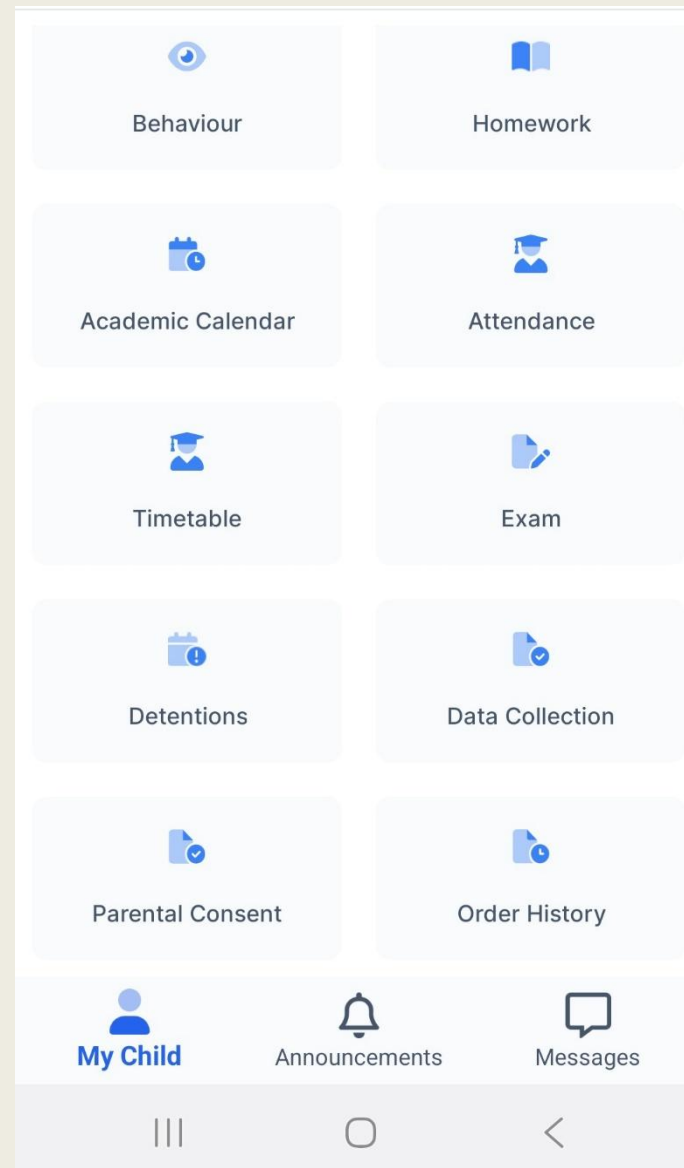 Behaviour
Homework
Academic Calendar
Attendance
Timetable
Exam
Detentions
Data Collection
Parental Consent
Order History
My Child
Announcements
Messages